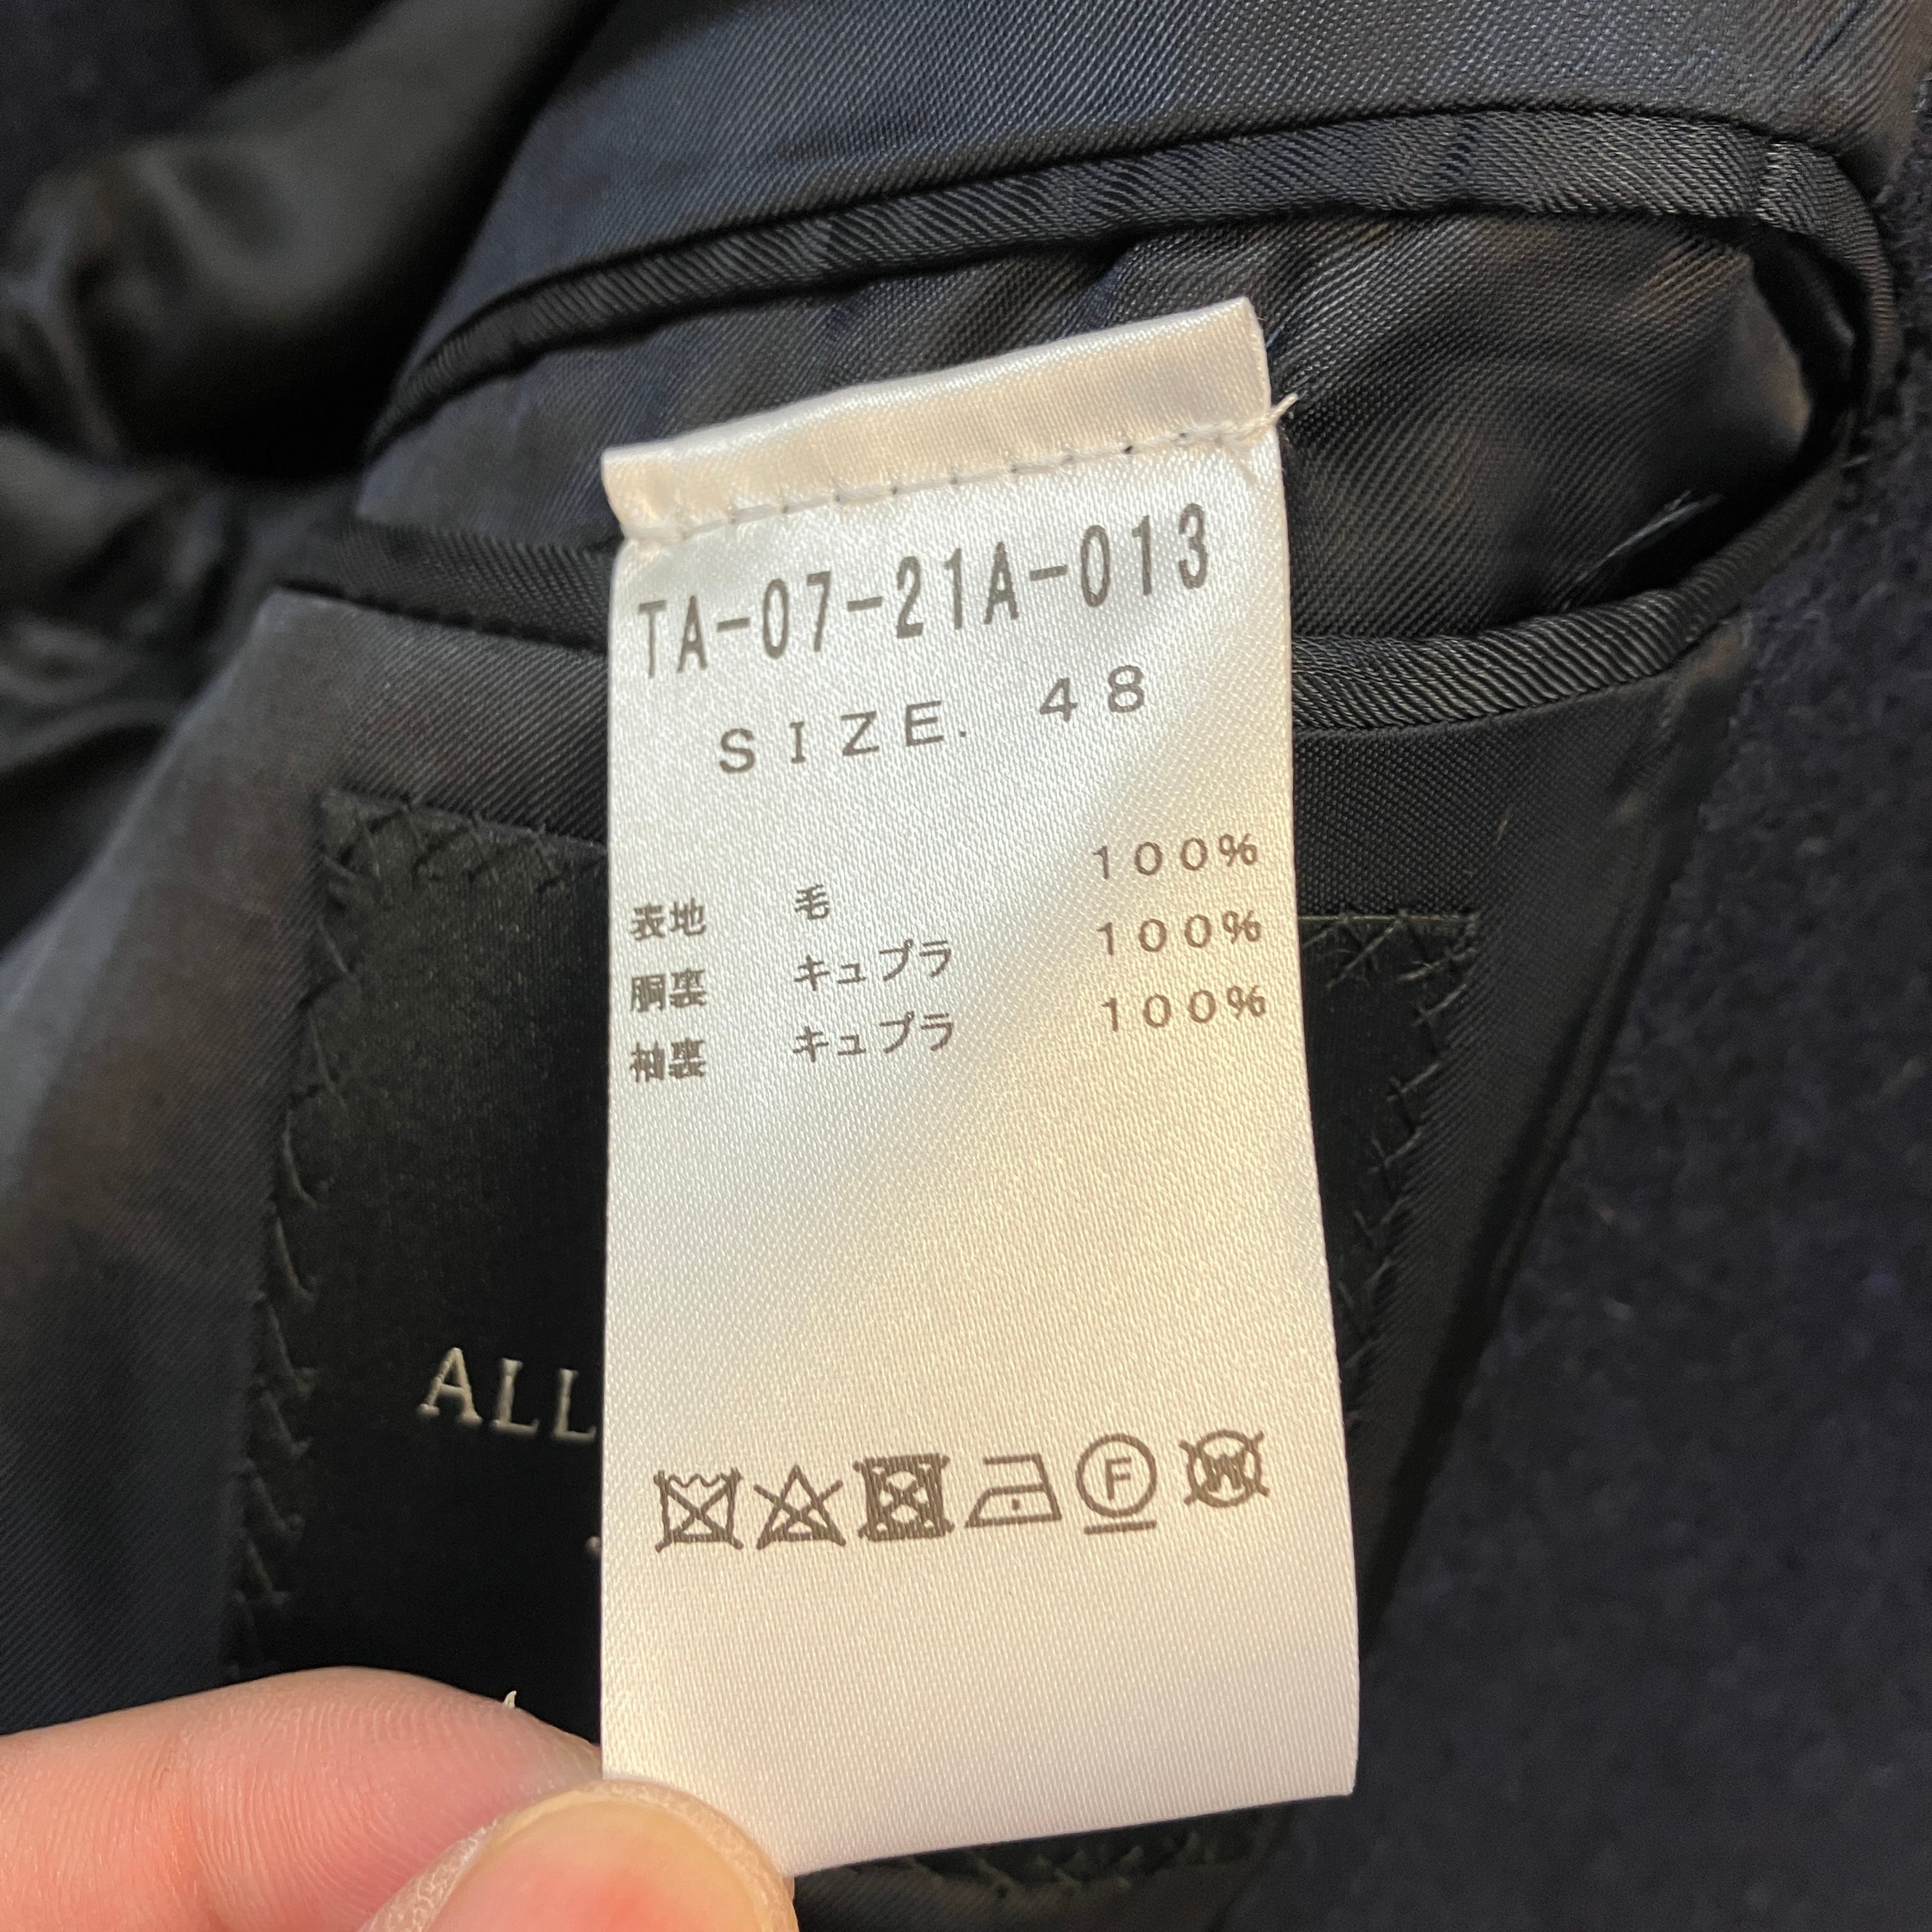 TA-07-21A-013
SIZE. 48
表地 毛 100%
胴裏 キュプラ 100%
袖裏 キュプラ 100%
ALL
F
W